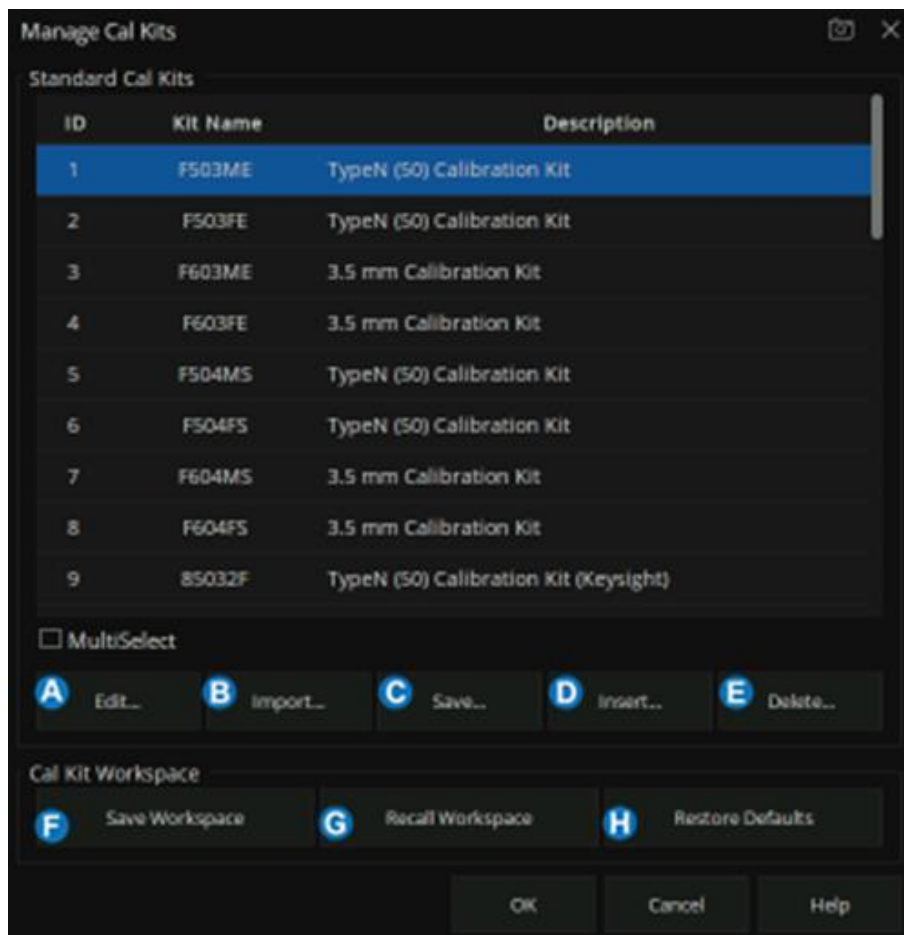 Manage Cal Kits
Standard Cal Kits
ID Kit Name Description
1 F503ME TypeN (50) Calibration Kit
2 F503FE TypeN (50) Calibration Kit
3 F603ME 3.5 mm Calibration Kit
4 F603FE 3.5 mm Calibration Kit
5 F504MS TypeN (50) Calibration Kit
6 F504FS TypeN (50) Calibration Kit
7 F604MS 3.5 mm Calibration Kit
8 F604FS 3.5 mm Calibration Kit
9 85032F TypeN (50) Calibration Kit (Keysight)
MultiSelect
A Edit... B Import... C Save... D Insert... E Delete...
Cal Kit Workspace
F Save Workspace G Recall Workspace H Restore Defaults
OK Cancel Help